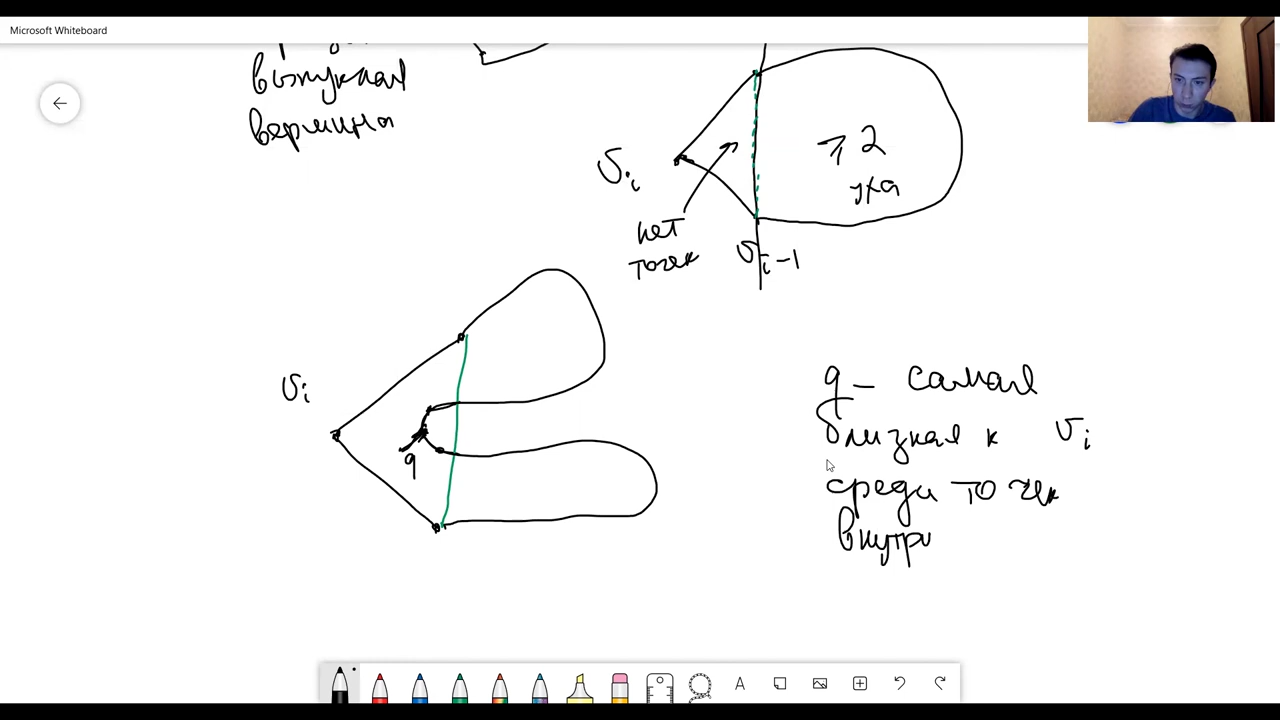 Microsoft Whiteboard
выпуклая
вершина
v_i
нет
точек
v_{i-1}
≥ 2
уха
v_i
q
q – самая
близкая к v_i
среди точек
внутри
A